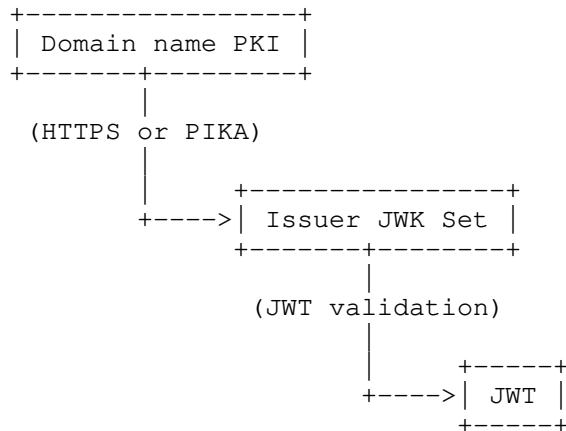 Domain name PKI
(HTTPS or PIKA)
Issuer JWK Set
(JWT validation)
JWT